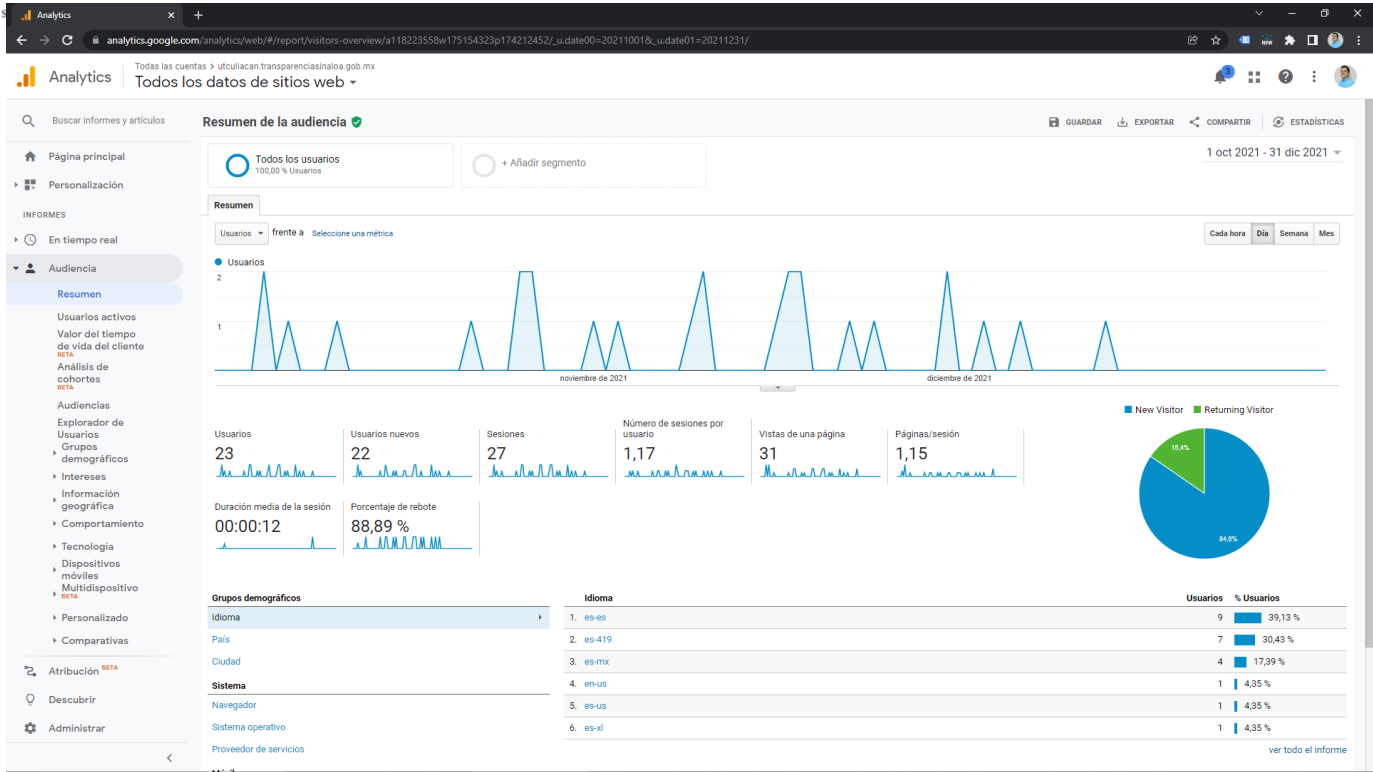 Analytics
analytics.google.com/analytics/web/#/report/visitors-overview/a118223558w175154323p174212452/_u.date00=20211001&_u.date01=20211231/
NEW
Analytics
Todas las cuentas > utculiacan.transparenciasinaloa.gob.mx
Todos los datos de sitios web
3
Buscar informes y artículos
Página principal
Personalización
INFORMES
En tiempo real
Audiencia
Resumen
Usuarios activos
Valor del tiempo
de vida del cliente
BETA
Análisis de
cohortes
BETA
Audiencias
Explorador de
Usuarios
Grupos
demográficos
Intereses
Información
geográfica
Comportamiento
Tecnología
Dispositivos
móviles
Multidispositivo
BETA
Personalizado
Comparativas
Atribución BETA
Descubrir
Administrar
Resumen de la audiencia
GUARDAR
EXPORTAR
COMPARTIR
ESTADÍSTICAS
Todos los usuarios
100,00 % Usuarios
+ Añadir segmento
1 oct 2021 - 31 dic 2021
Resumen
Usuarios frente a Seleccione una métrica
Cada hora Día Semana Mes
Usuarios
2
1
noviembre de 2021
diciembre de 2021
New Visitor Returning Visitor
15,4%
84,6%
Usuarios
23
Usuarios nuevos
22
Sesiones
27
Número de sesiones por
usuario
1,17
Vistas de una página
31
Páginas/sesión
1,15
Duración media de la sesión
00:00:12
Porcentaje de rebote
88,89 %
Grupos demográficos
Idioma
País
Ciudad
Sistema
Navegador
Sistema operativo
Proveedor de servicios
Idioma Usuarios % Usuarios
1. es-es 9 39,13 %
2. es-419 7 30,43 %
3. es-mx 4 17,39 %
4. en-us 1 4,35 %
5. es-us 1 4,35 %
6. es-xl 1 4,35 %
ver todo el informe